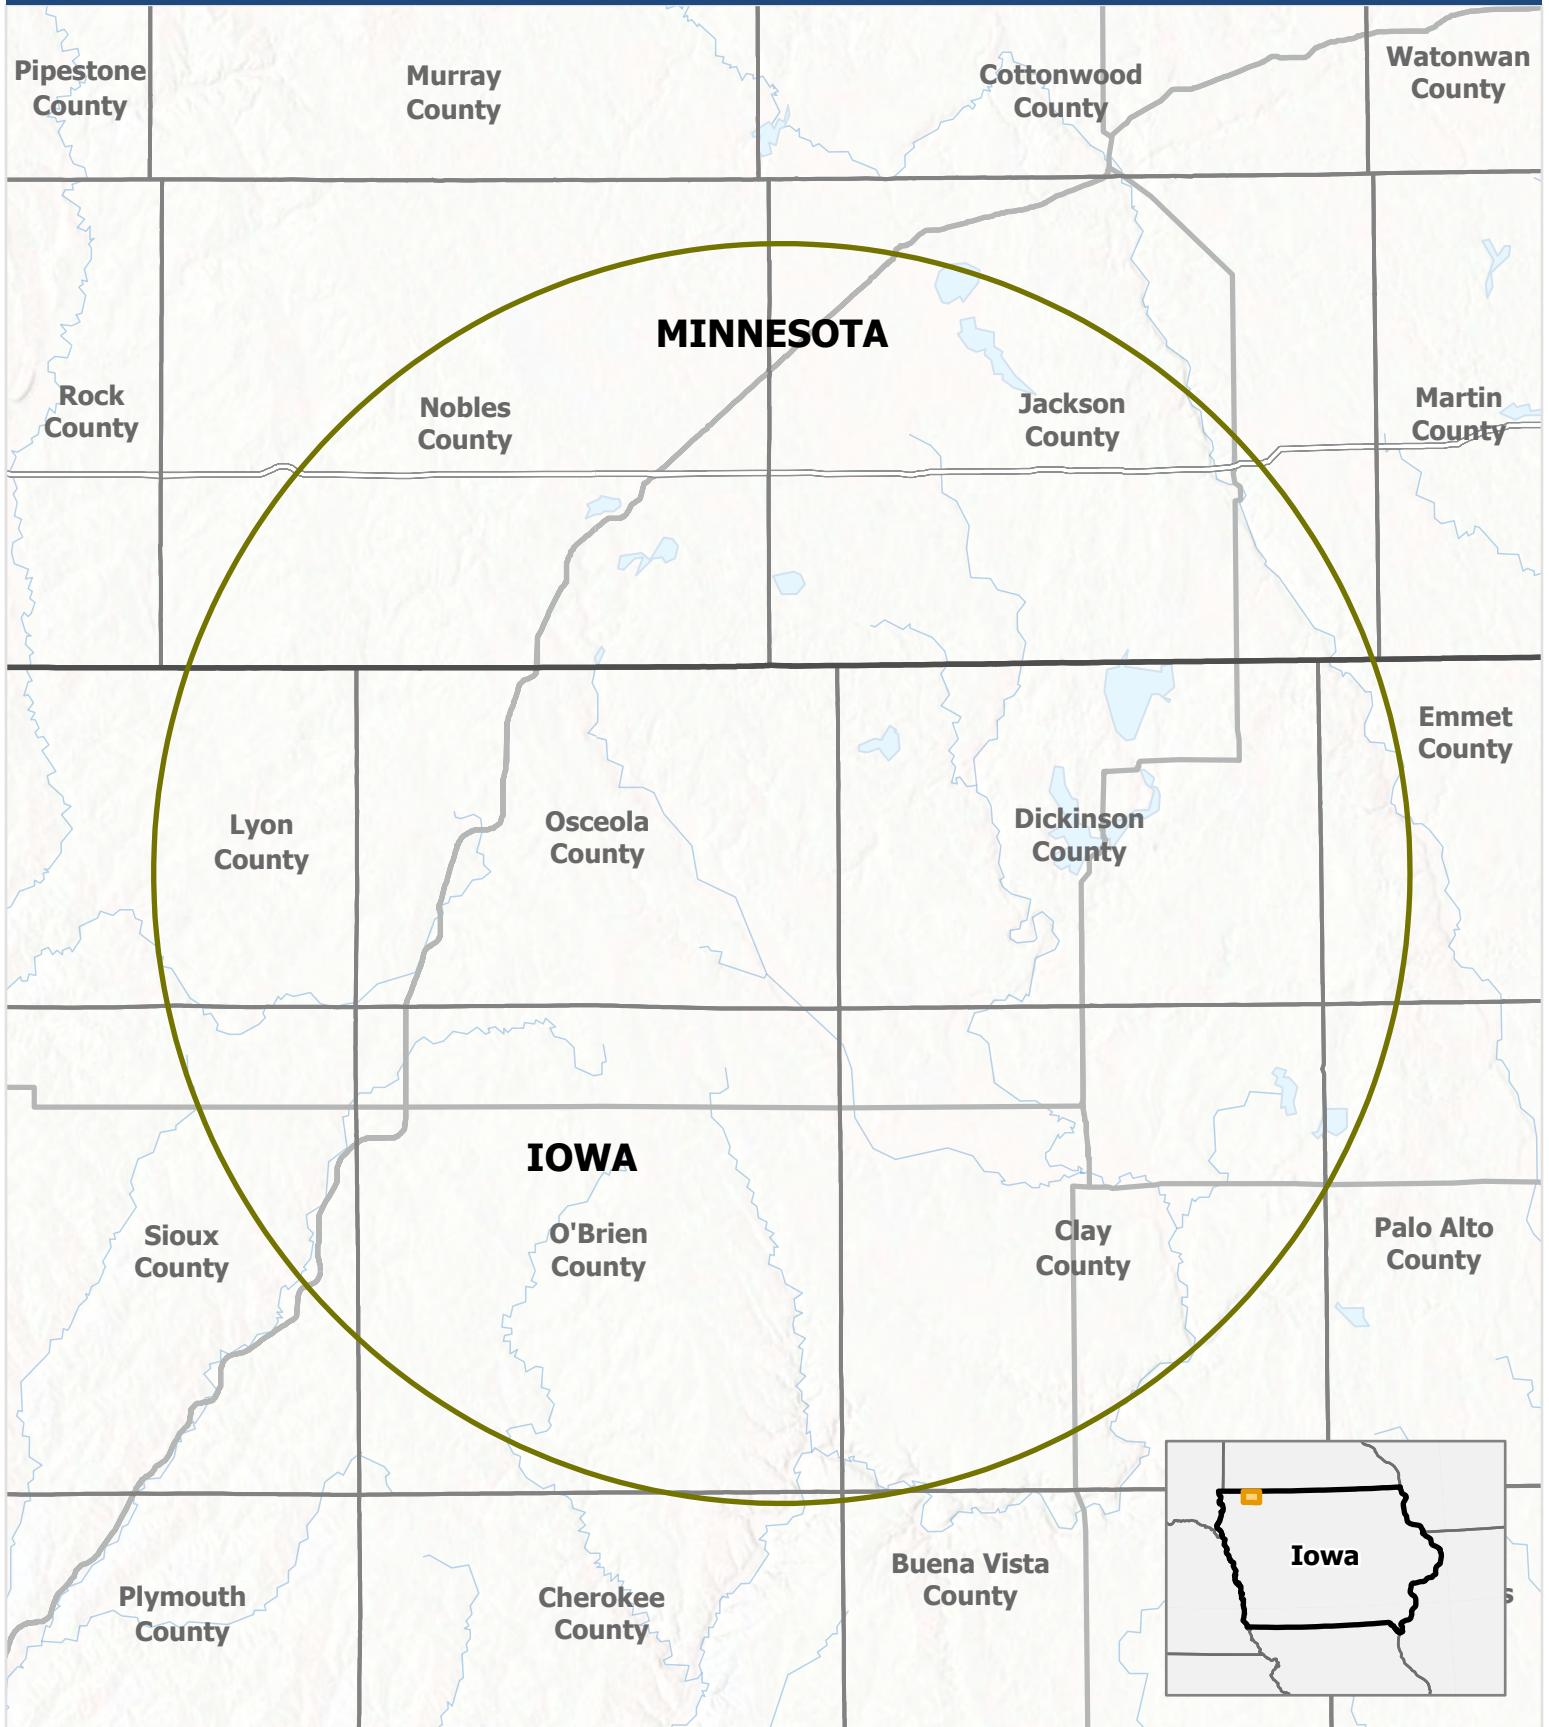 Pipestone
County
Murray
County
Cottonwood
County
Watonwan
County
MINNESOTA
Rock
County
Nobles
County
Jackson
County
Martin
County
Emmet
County
Lyon
County
Osceola
County
Dickinson
County
IOWA
Sioux
County
O'Brien
County
Clay
County
Palo Alto
County
Plymouth
County
Cherokee
County
Buena Vista
County
Iowa
s